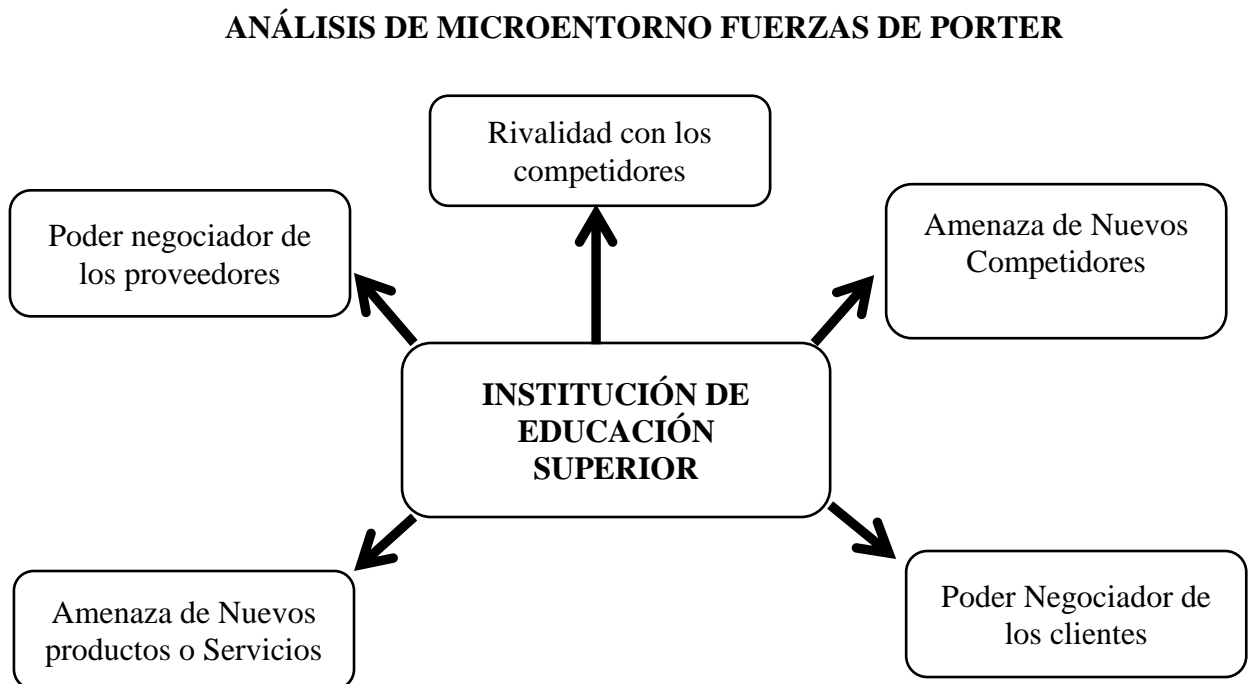 ANÁLISIS DE MICROENTORNO FUERZAS DE PORTER
Rivalidad con los
competidores
Poder negociador de
los proveedores
Amenaza de Nuevos
Competidores
INSTITUCIÓN DE
EDUCACIÓN
SUPERIOR
Amenaza de Nuevos
productos o Servicios
Poder Negociador de
los clientes